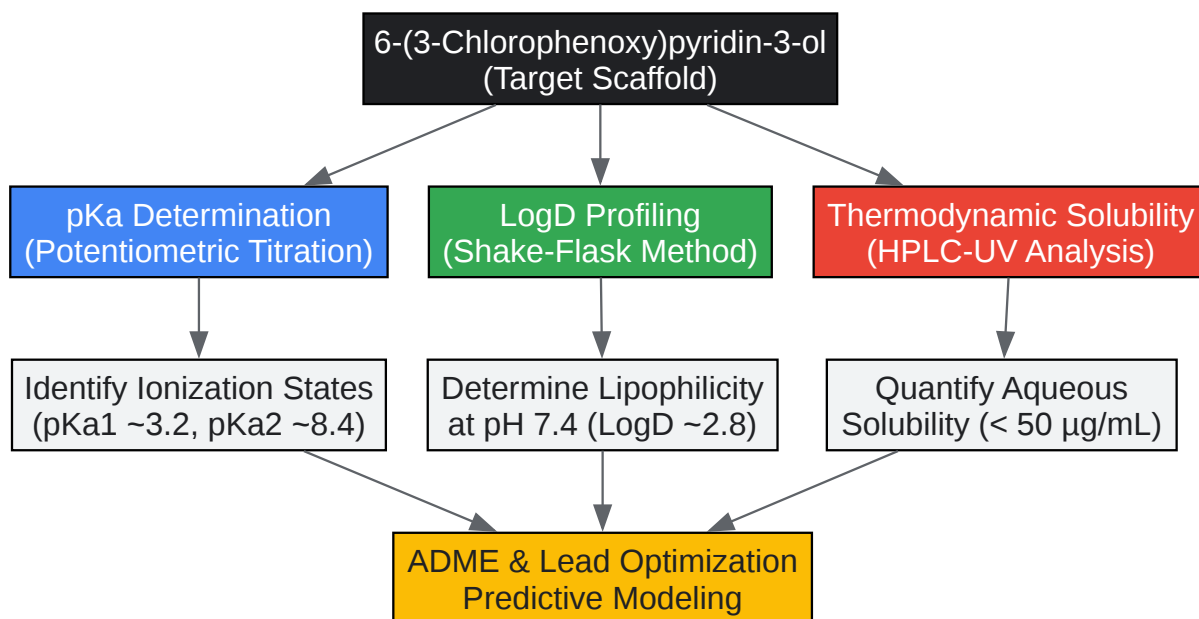 6-(3-Chlorophenoxy)pyridin-3-ol
(Target Scaffold)
pKa Determination
(Potentiometric Titration)
LogD Profiling
(Shake-Flask Method)
Thermodynamic Solubility
(HPLC-UV Analysis)
Identify Ionization States
(pKa1 ~3.2, pKa2 ~8.4)
Determine Lipophilicity
at pH 7.4 (LogD ~2.8)
Quantify Aqueous
Solubility (< 50 µg/mL)
ADME & Lead Optimization
Predictive Modeling